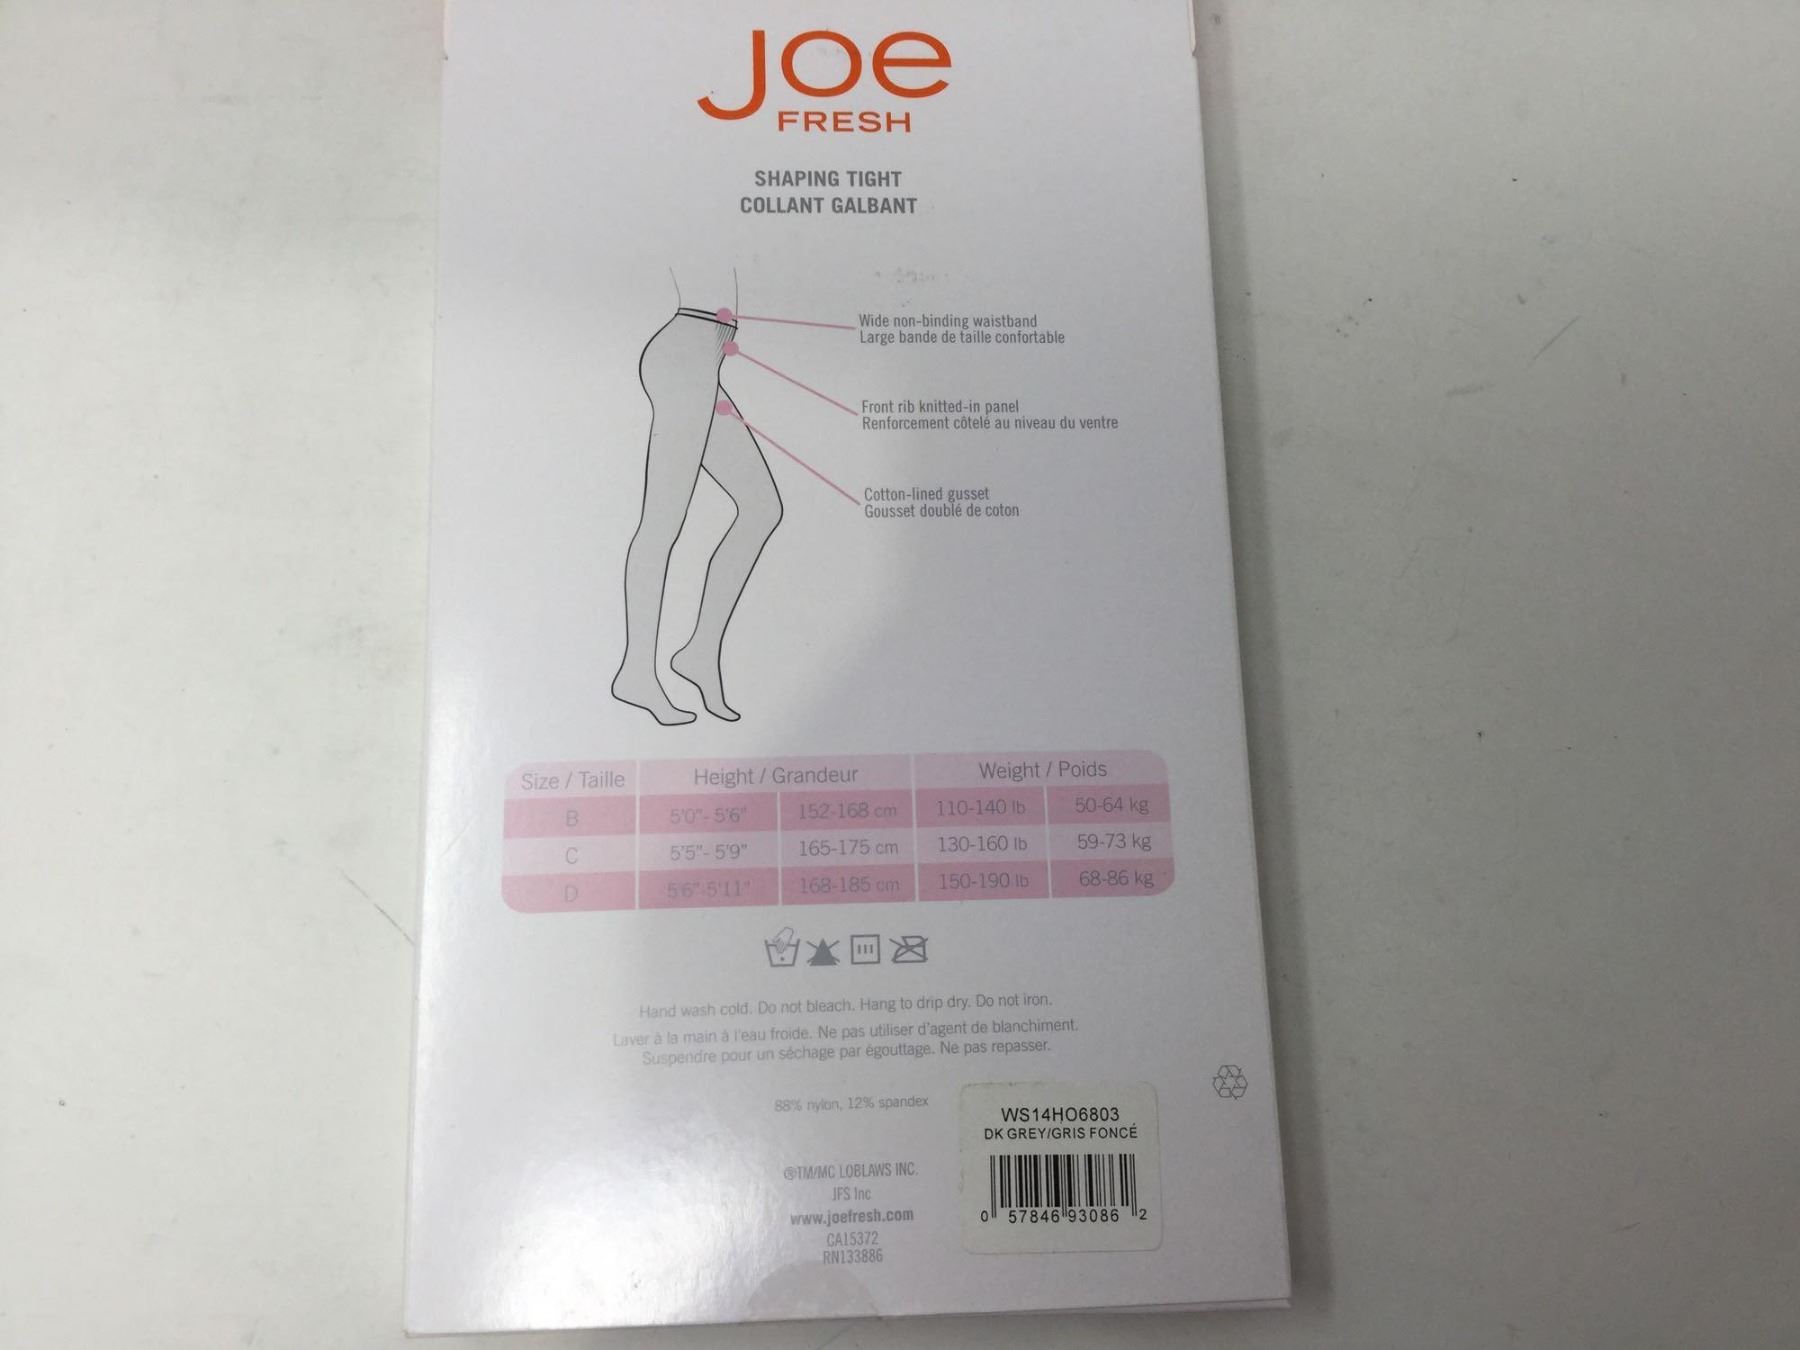 Joe
FRESH
SHAPING TIGHT
COLLANT GALBANT
Wide non-binding waistband
Large bande de taille confortable
Front rib knitted-in panel
Renforcement côtelé au niveau du ventre
Cotton-lined gusset
Gousset doublé de coton
Size / Taille Height / Grandeur Weight / Poids
B 5'0"- 5'6" 152-168 cm 110-140 lb 50-64 kg
C 5'5"- 5'9" 165-175 cm 130-160 lb 59-73 kg
D 5'6"-5'11" 168-185 cm 150-190 lb 68-86 kg
Hand wash cold. Do not bleach. Hang to drip dry. Do not iron.
Laver à la main à l'eau froide. Ne pas utiliser d'agent de blanchiment.
Suspendre pour un séchage par égouttage. Ne pas repasser.
88% nylon, 12% spandex
®TM/MC LOBLAWS INC.
JFS Inc
www.joefresh.com
CA15372
RN133886
WS14HO6803
DK GREY/GRIS FONCÉ
0 57846 93086 2